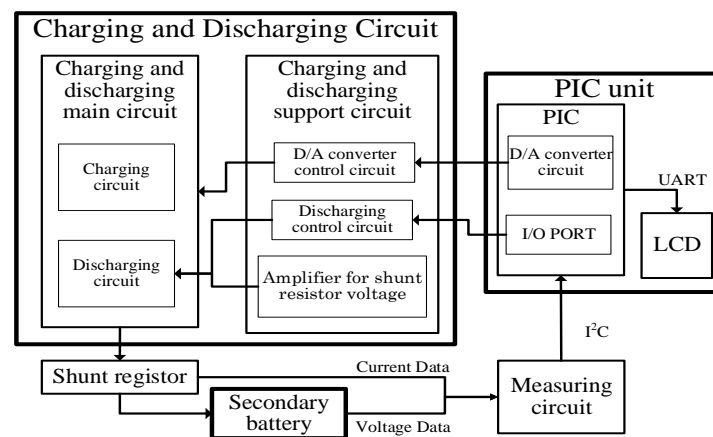 Charging and Discharging Circuit
Charging and
discharging
main circuit
Charging
circuit
Discharging
circuit
Charging and
discharging
support circuit
D/A converter
control circuit
Discharging
control circuit
Amplifier for shunt
resistor voltage
PIC unit
PIC
D/A converter
circuit
I/O PORT
UART
LCD
I²C
Shunt registor
Current Data
Secondary
battery
Voltage Data
Measuring
circuit